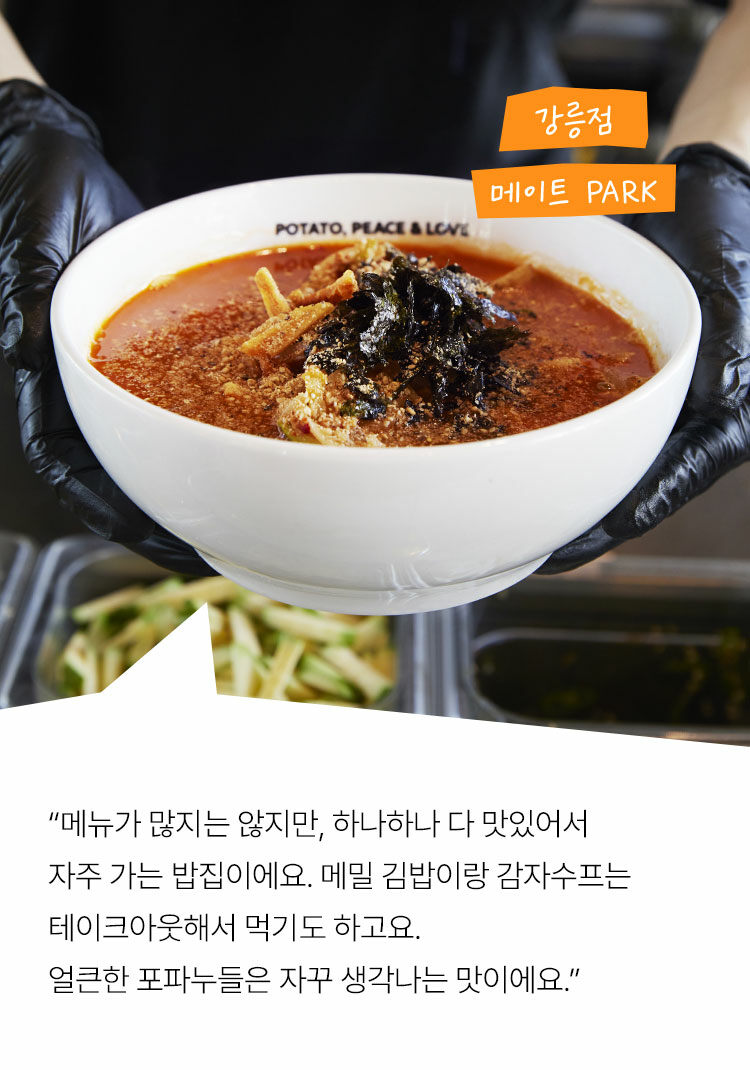 강릉점
메이트 PARK
POTATO, PEACE & LOVE
“메뉴가 많지는 않지만, 하나하나 다 맛있어서
자주 가는 밥집이에요. 메밀 김밥이랑 감자수프는
테이크아웃해서 먹기도 하고요.
얼큰한 포파누들은 자꾸 생각나는 맛이에요.”